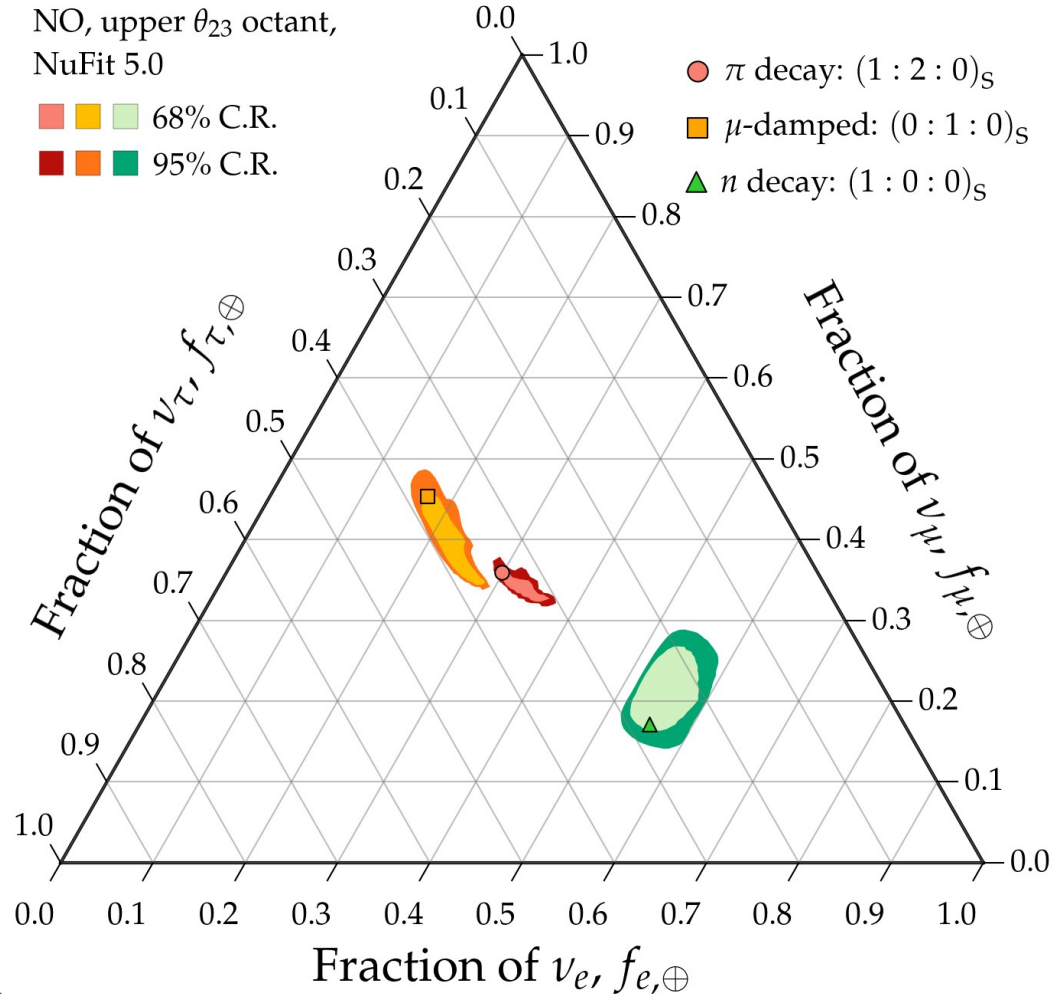 NO, upper θ₂₃ octant,
NuFit 5.0
68% C.R.
95% C.R.
π decay: (1 : 2 : 0)S
μ-damped: (0 : 1 : 0)S
n decay: (1 : 0 : 0)S
Fraction of ντ, fτ,⊕
0.0
0.1
0.2
0.3
0.4
0.5
0.6
0.7
0.8
0.9
1.0
Fraction of νμ, fμ,⊕
1.0
0.9
0.8
0.7
0.6
0.5
0.4
0.3
0.2
0.1
0.0
0.0 0.1 0.2 0.3 0.4 0.5 0.6 0.7 0.8 0.9 1.0
Fraction of νe, fe,⊕